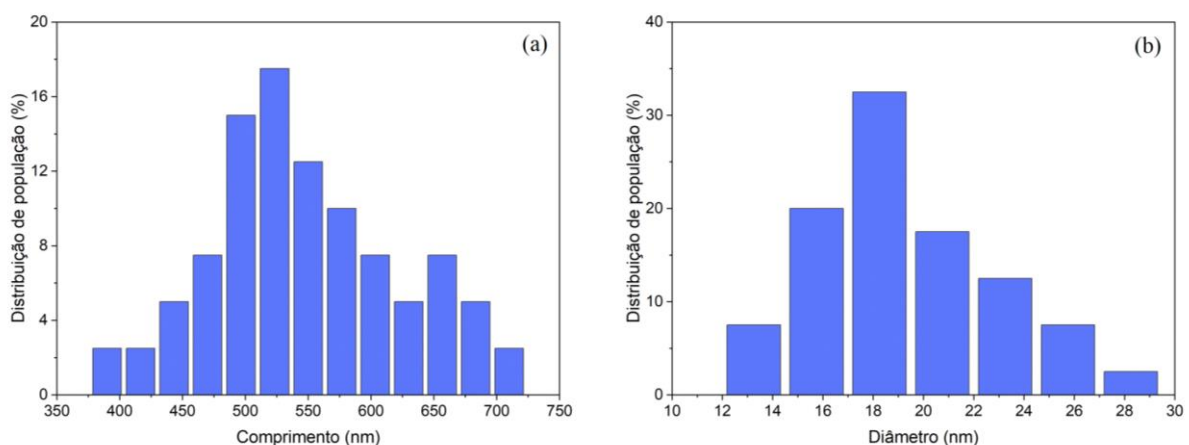 (a)
Distribuição de população (%)
20
16
12
8
4
0
350 400 450 500 550 600 650 700 750
Comprimento (nm)
(b)
Distribuição de população (%)
40
30
20
10
0
10 12 14 16 18 20 22 24 26 28 30
Diâmetro (nm)